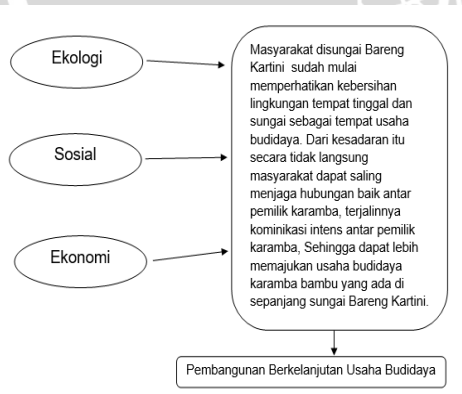 Ekologi
Sosial
Ekonomi
Masyarakat disungai Bareng
Kartini sudah mulai
memperhatikan kebersihan
lingkungan tempat tinggal dan
sungai sebagai tempat usaha
budidaya. Dari kesadaran itu
secara tidak langsung
masyarakat dapat saling
menjaga hubungan baik antar
pemilik karamba, terjalinnya
kominikasi intens antar pemilik
karamba, Sehingga dapat lebih
memajukan usaha budidaya
karamba bambu yang ada di
sepanjang sungai Bareng Kartini.
Pembangunan Berkelanjutan Usaha Budidaya